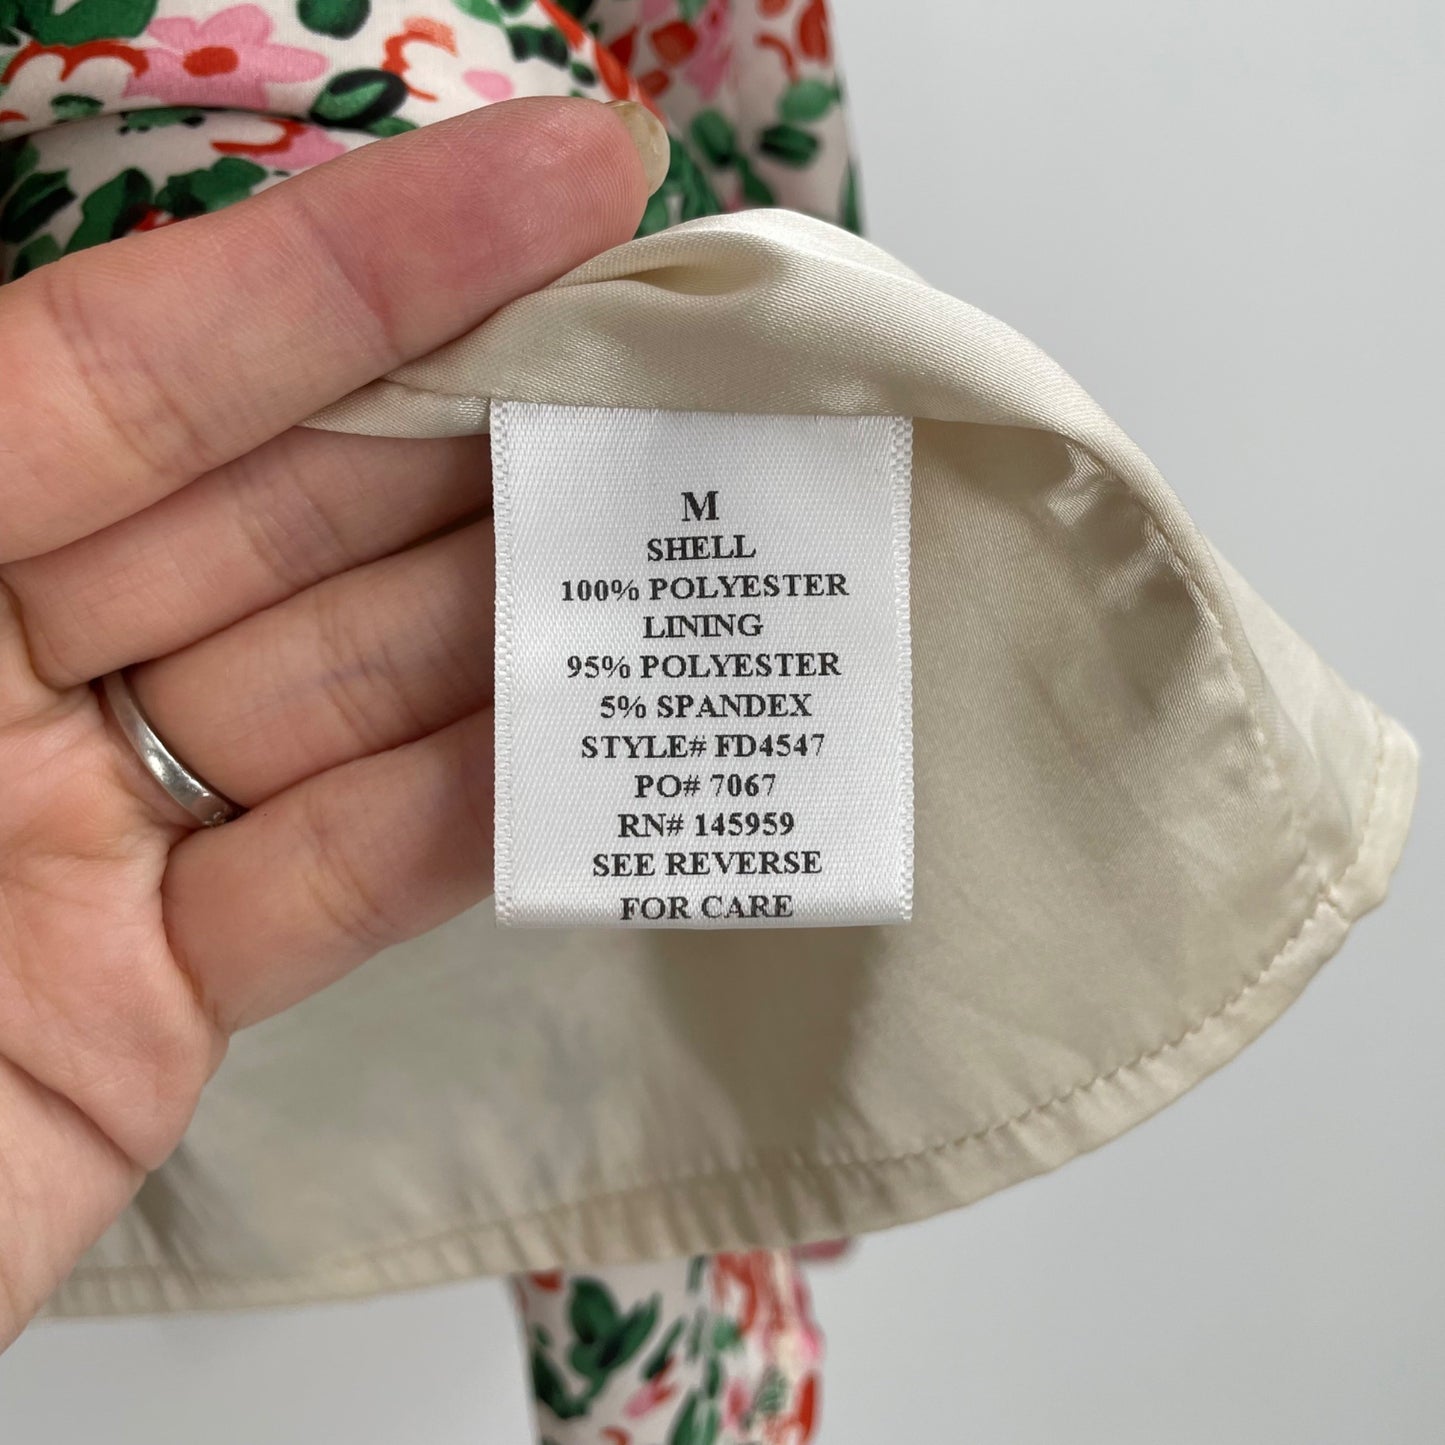 M
SHELL
100% POLYESTER
LINING
95% POLYESTER
5% SPANDEX
STYLE# FD4547
PO# 7067
RN# 145959
SEE REVERSE
FOR CARE